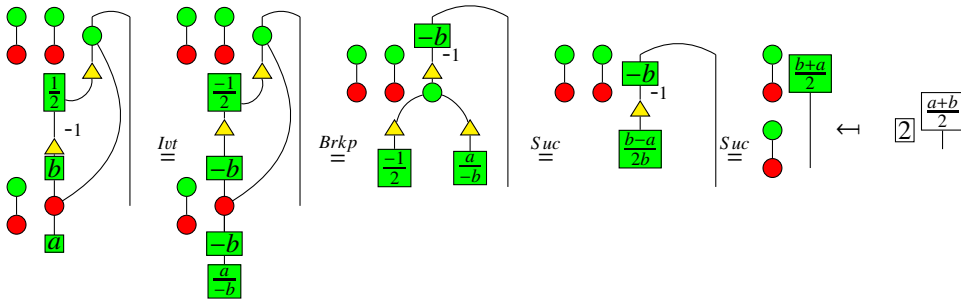 1/2
-1
b
a
Ivt
=
-1/2
-b
-b
a/-b
Brkp
=
-b
-1
-1/2
a/-b
Suc
=
-b
-1
b-a/2b
Suc
=
b+a/2
↤
2
a+b/2